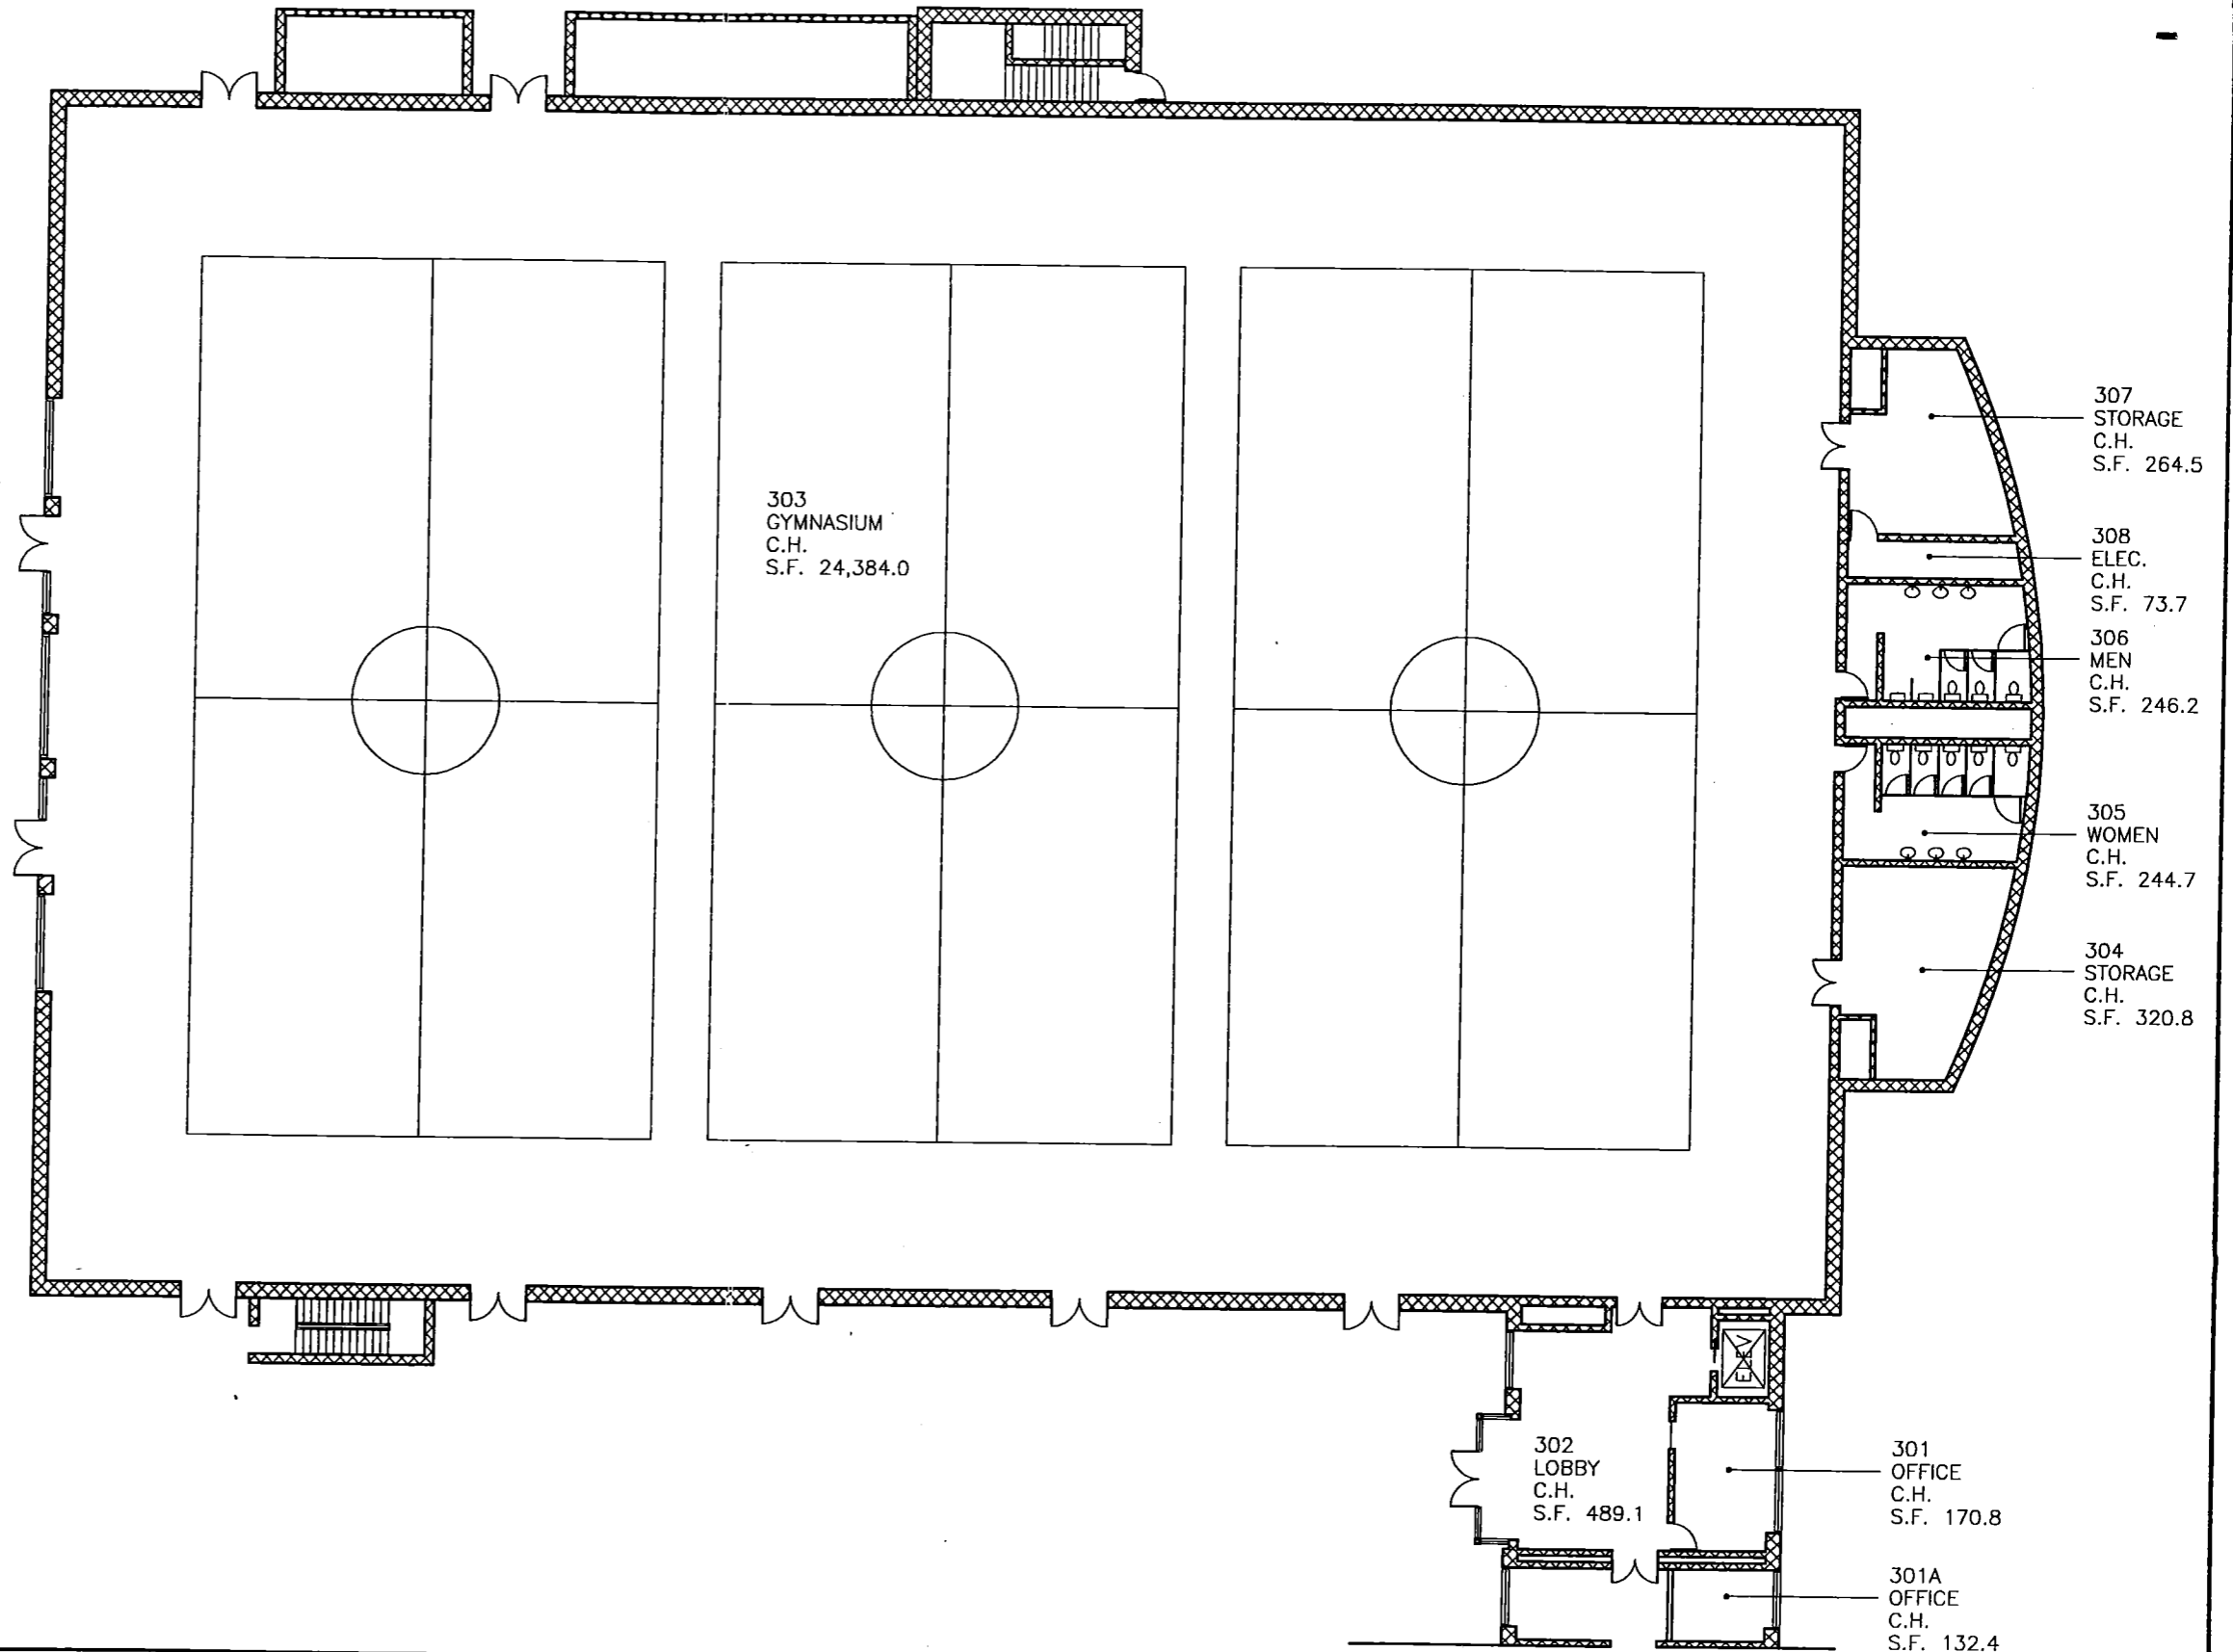 307
STORAGE
C.H.
S.F. 264.5
303
GYMNASIUM
C.H.
S.F. 24,384.0
308
ELEC.
C.H.
S.F. 73.7
306
MEN
C.H.
S.F. 246.2
305
WOMEN
C.H.
S.F. 244.7
304
STORAGE
C.H.
S.F. 320.8
ELEV
302
LOBBY
C.H.
S.F. 489.1
301
OFFICE
C.H.
S.F. 170.8
301A
OFFICE
C.H.
S.F. 132.4